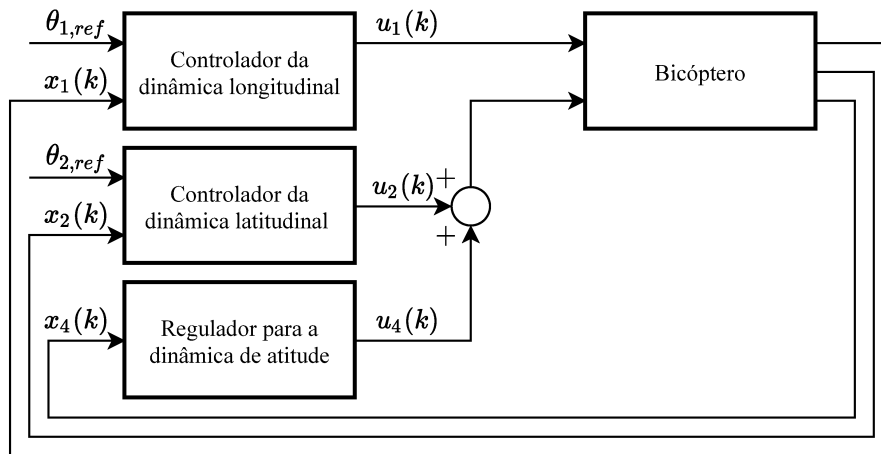 θ₁,ref
Controlador da
dinâmica longitudinal
u₁(k)
Bicóptero
x₁(k)
θ₂,ref
Controlador da
dinâmica latitudinal
u₂(k)
+
x₂(k)
+
Regulador para a
dinâmica de atitude
x₄(k)
u₄(k)